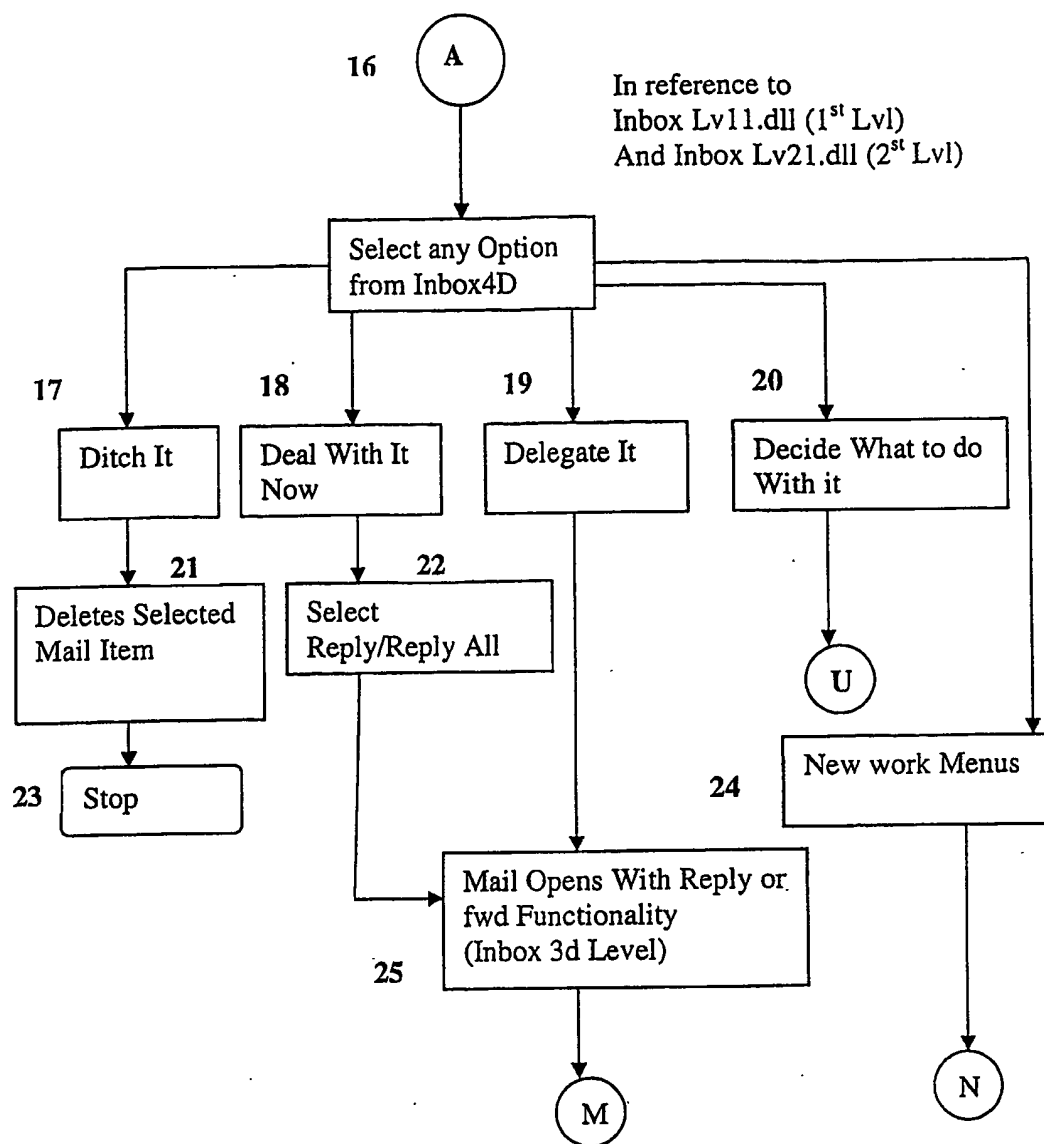 16
A
In reference to
Inbox Lv11.dll (1st Lvl)
And Inbox Lv21.dll (2st Lvl)
Select any Option
from Inbox4D
17
18
19
20
Ditch It
Deal With It
Now
Delegate It
Decide What to do
With it
21
22
Deletes Selected
Mail Item
Select
Reply/Reply All
U
23
Stop
24
New work Menus
Mail Opens With Reply or
fwd Functionality
(Inbox 3d Level)
25
M
N